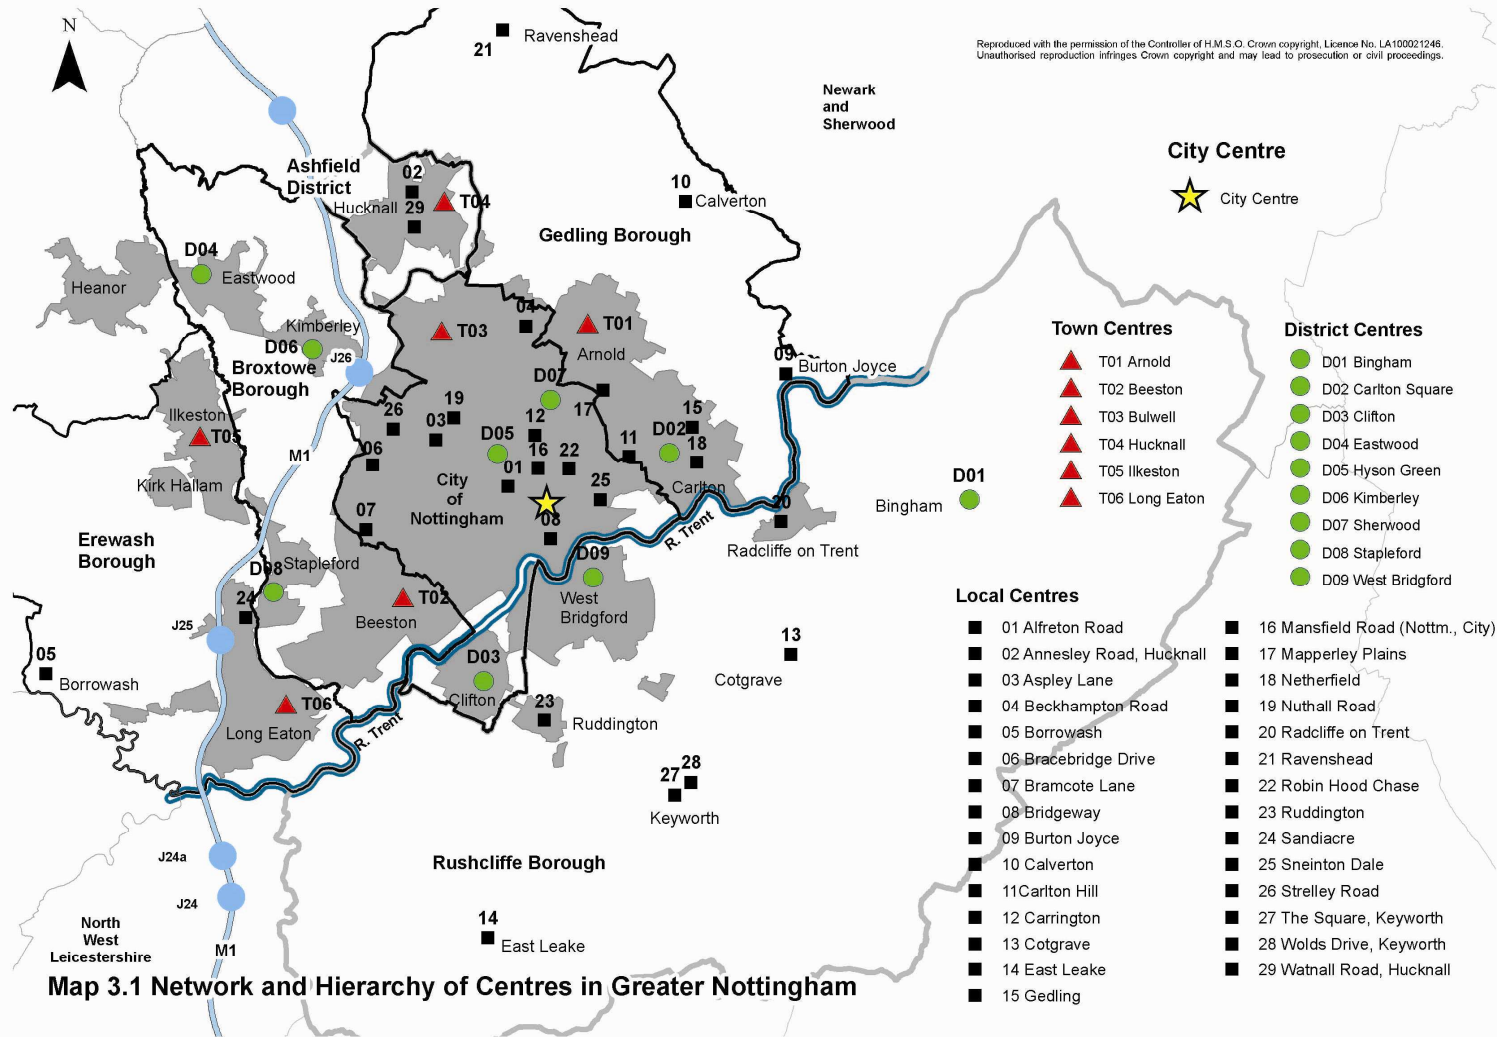 N
21
Ravenshead
Reproduced with the permission of the Controller of H.M.S.O. Crown copyright, Licence No. LA100021246.
Unauthorised reproduction infringes Crown copyright and may lead to prosecution or civil proceedings.
Newark
and
Sherwood
City Centre
City Centre
Ashfield
District
02
Hucknall
29
T04
10
Calverton
Gedling Borough
D04
Eastwood
Heanor
Kimberley
D06
J26
Broxtowe
Borough
T03
04
T01
Arnold
09
Burton Joyce
Town Centres
T01 Arnold
T02 Beeston
T03 Bulwell
T04 Hucknall
T05 Ilkeston
T06 Long Eaton
District Centres
D01 Bingham
D02 Carlton Square
D03 Clifton
D04 Eastwood
D05 Hyson Green
D06 Kimberley
D07 Sherwood
D08 Stapleford
D09 West Bridgford
D07
Ilkeston
T05
26
19
03
12
17
15
D02
18
11
D05
06
M1
16
22
01
Carlton
Kirk Hallam
City
of
Nottingham
25
D01
Bingham
07
08
20
R. Trent
Radcliffe on Trent
Erewash
Borough
Stapleford
D08
D09
24
T02
West
Bridgford
Beeston
J25
05
Borrowash
13
Cotgrave
D03
Clifton
T06
Long Eaton
R. Trent
23
Ruddington
27
28
Keyworth
Local Centres
01 Alfreton Road
02 Annesley Road, Hucknall
03 Aspley Lane
04 Beckhampton Road
05 Borrowash
06 Bracebridge Drive
07 Bramcote Lane
08 Bridgeway
09 Burton Joyce
10 Calverton
11Carlton Hill
12 Carrington
13 Cotgrave
14 East Leake
15 Gedling
16 Mansfield Road (Nottm., City)
17 Mapperley Plains
18 Netherfield
19 Nuthall Road
20 Radcliffe on Trent
21 Ravenshead
22 Robin Hood Chase
23 Ruddington
24 Sandiacre
25 Sneinton Dale
26 Strelley Road
27 The Square, Keyworth
28 Wolds Drive, Keyworth
29 Watnall Road, Hucknall
J24a
Rushcliffe Borough
J24
North
West
Leicestershire
M1
14
East Leake
Map 3.1 Network and Hierarchy of Centres in Greater Nottingham